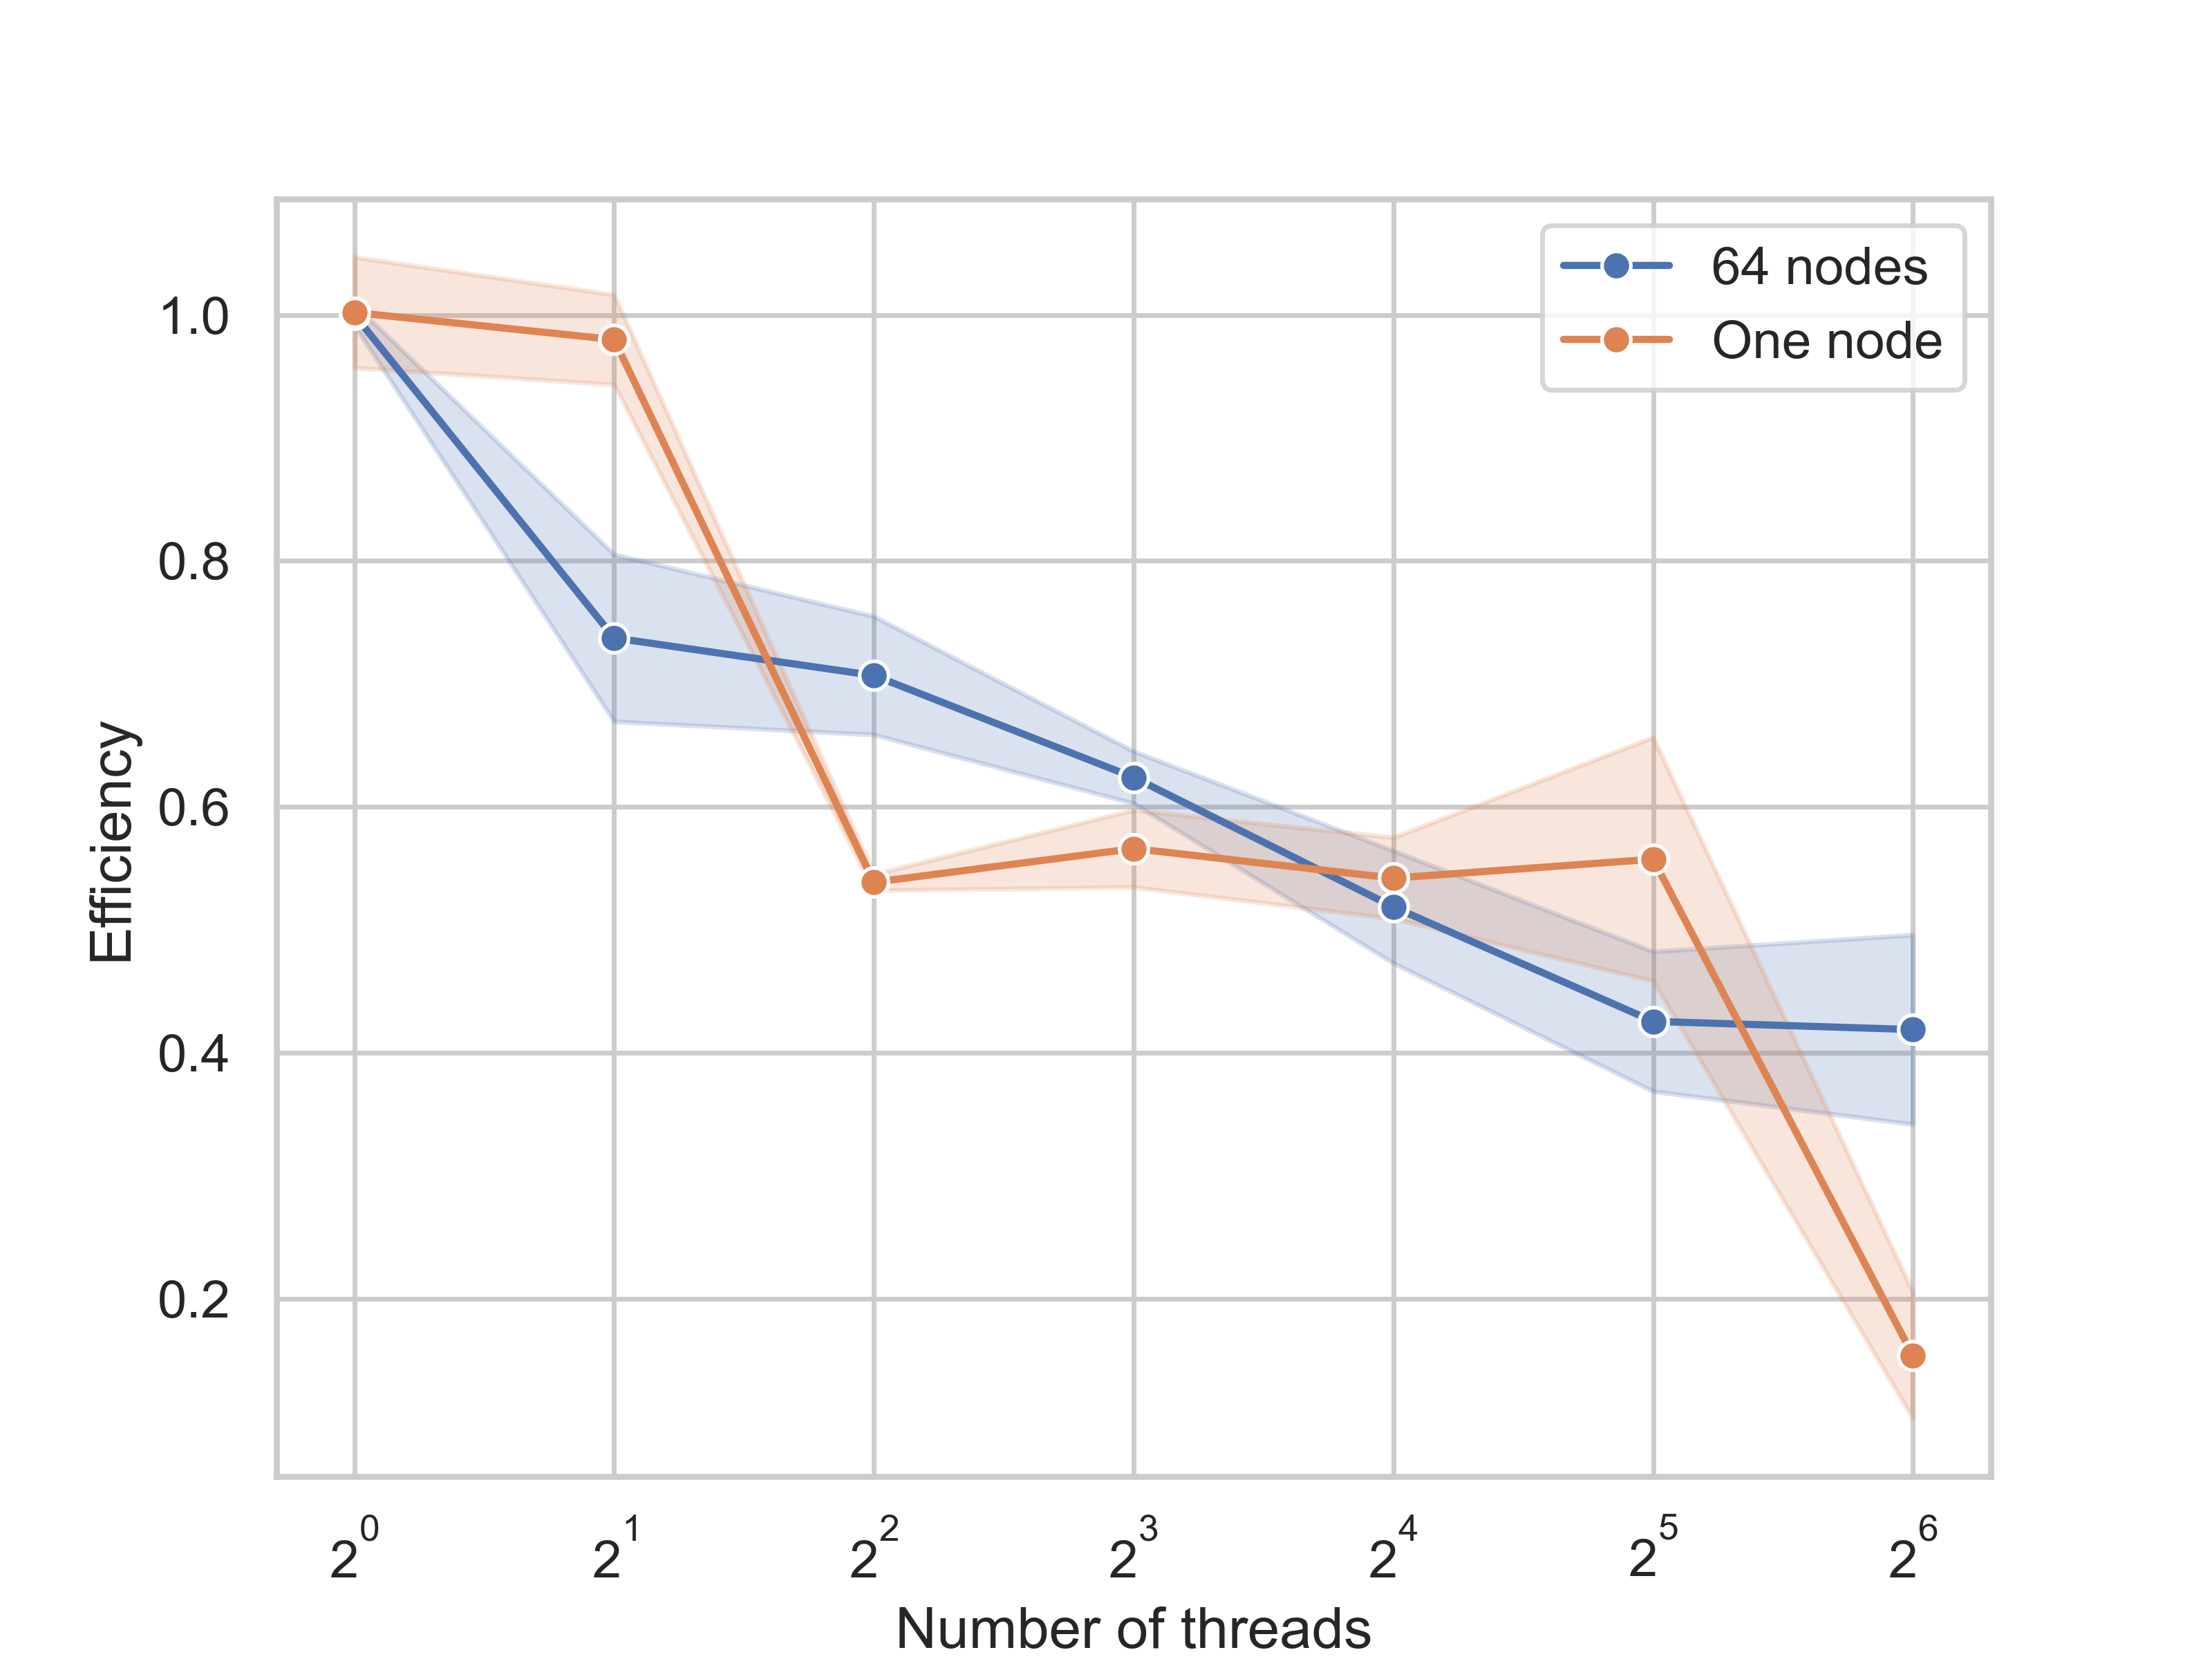 64 nodes
One node
1.0
0.8
0.6
0.4
0.2
Efficiency
2^0 2^1 2^2 2^3 2^4 2^5 2^6
Number of threads